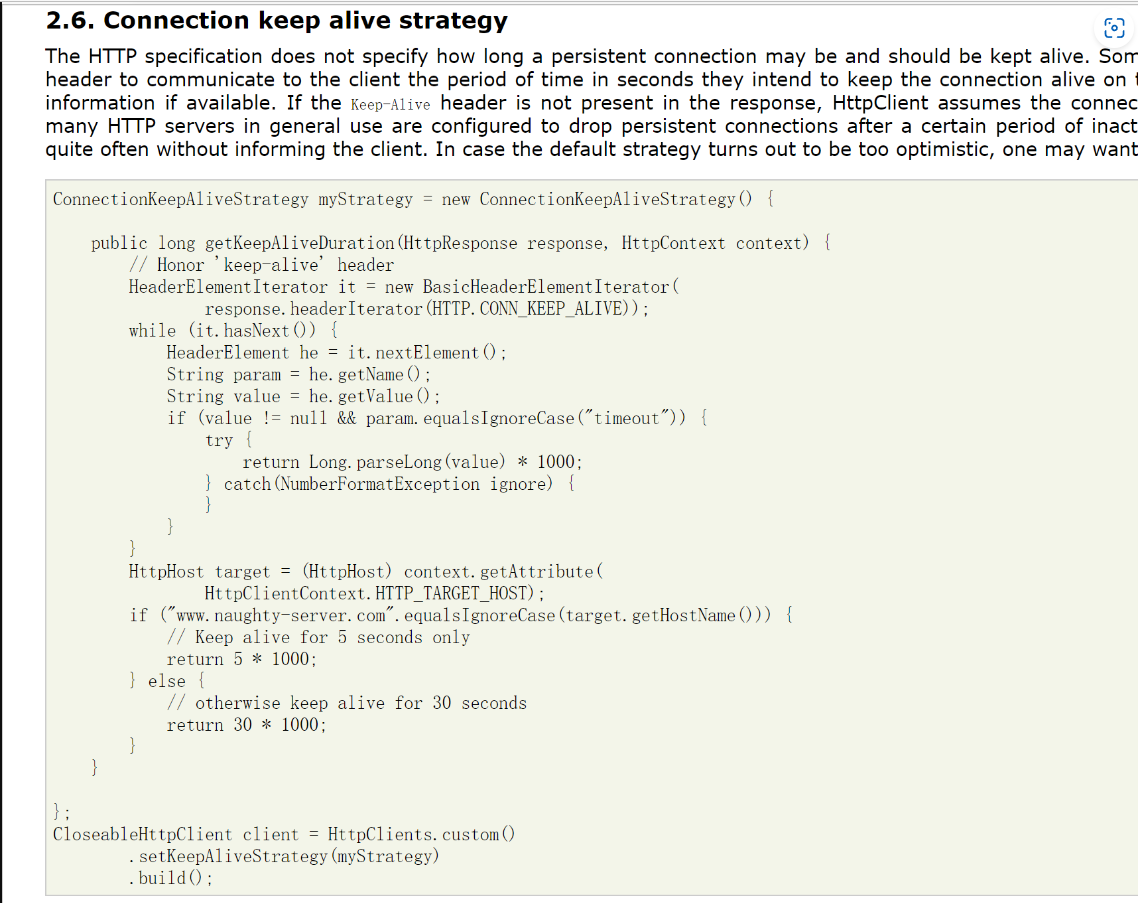 2.6. Connection keep alive strategy
The HTTP specification does not specify how long a persistent connection may be and should be kept alive. Som
header to communicate to the client the period of time in seconds they intend to keep the connection alive on
information if available. If the Keep-Alive header is not present in the response, HttpClient assumes the connec
many HTTP servers in general use are configured to drop persistent connections after a certain period of inact
quite often without informing the client. In case the default strategy turns out to be too optimistic, one may want
ConnectionKeepAliveStrategy myStrategy = new ConnectionKeepAliveStrategy() {
public long getKeepAliveDuration(HttpResponse response, HttpContext context) {
// Honor 'keep-alive' header
HeaderElementIterator it = new BasicHeaderElementIterator(
response.headerIterator(HTTP.CONN_KEEP_ALIVE));
while (it.hasNext()) {
HeaderElement he = it.nextElement();
String param = he.getName();
String value = he.getValue();
if (value != null && param.equalsIgnoreCase("timeout")) {
try {
return Long.parseLong(value) * 1000;
} catch(NumberFormatException ignore) {
}
}
}
HttpHost target = (HttpHost) context.getAttribute(
HttpClientContext.HTTP_TARGET_HOST);
if ("www.naughty-server.com".equalsIgnoreCase(target.getHostName())) {
// Keep alive for 5 seconds only
return 5 * 1000;
} else {
// otherwise keep alive for 30 seconds
return 30 * 1000;
}
}
};
CloseableHttpClient client = HttpClients.custom()
.setKeepAliveStrategy(myStrategy)
.build();